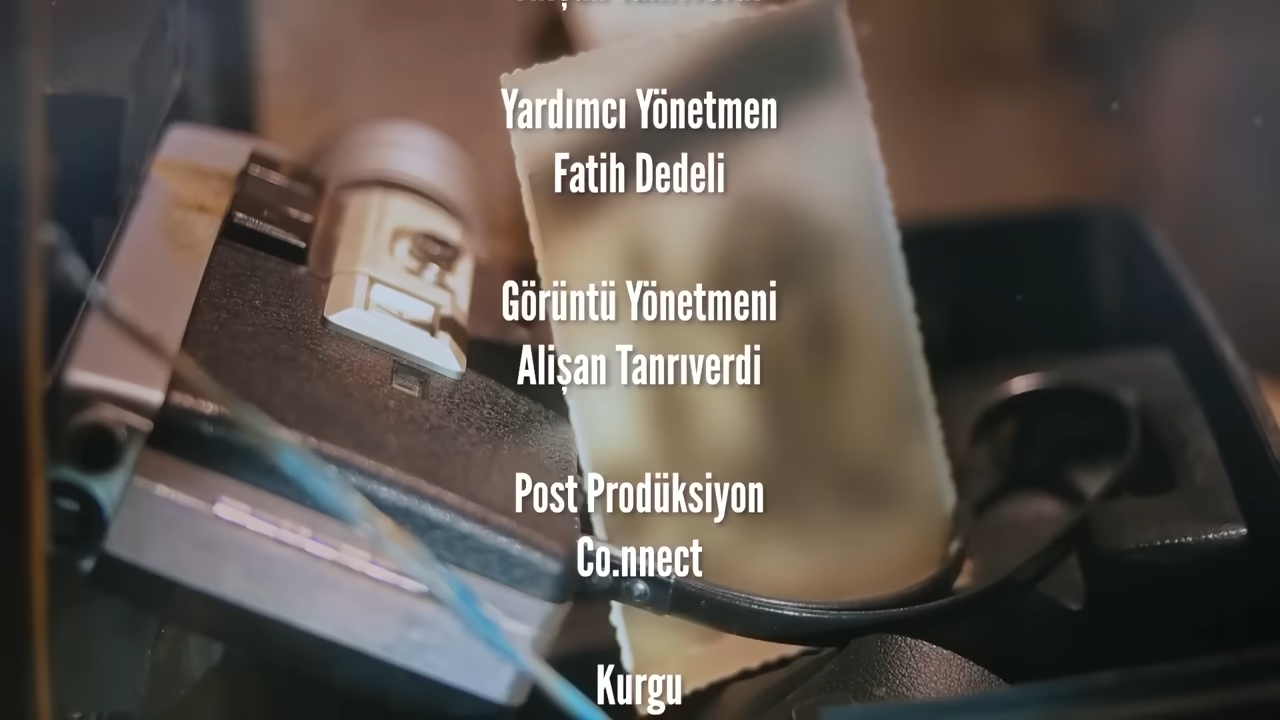 Yardımcı Yönetmen
Fatih Dedeli
Görüntü Yönetmeni
Alişan Tanrıverdi
Post Prodüksiyon
Co.nnect
Kurgu